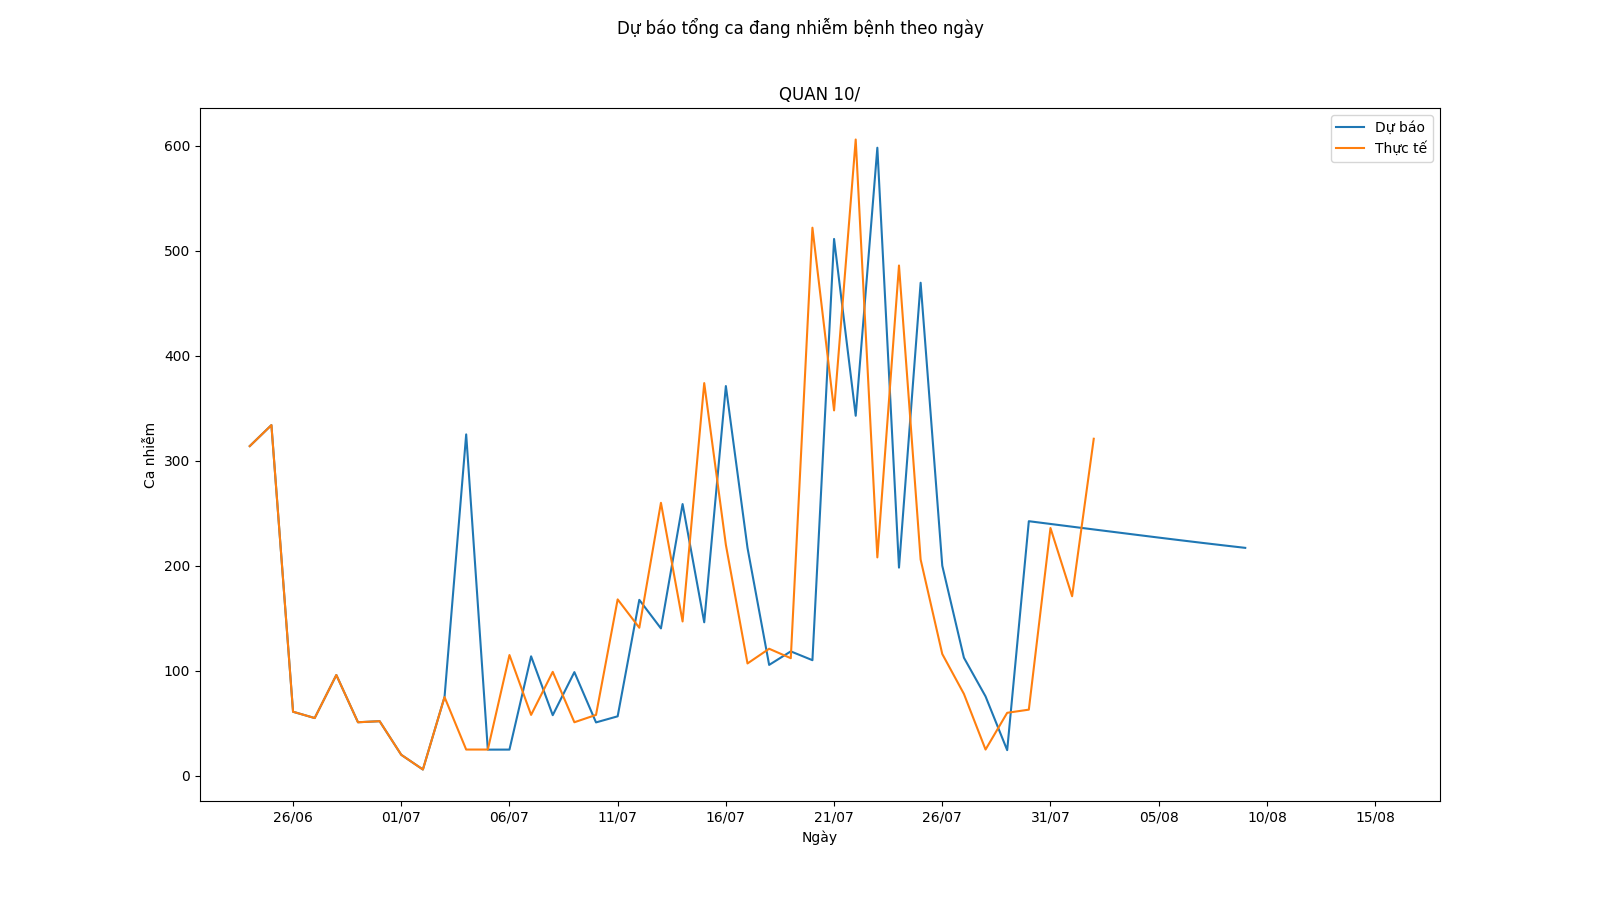 Dự báo tổng ca đang nhiễm bệnh theo ngày
QUAN 10/
Dự báo
Thực tế
600
500
400
300
200
100
0
Ca nhiễm
26/06 01/07 06/07 11/07 16/07 21/07 26/07 31/07 05/08 10/08 15/08
Ngày